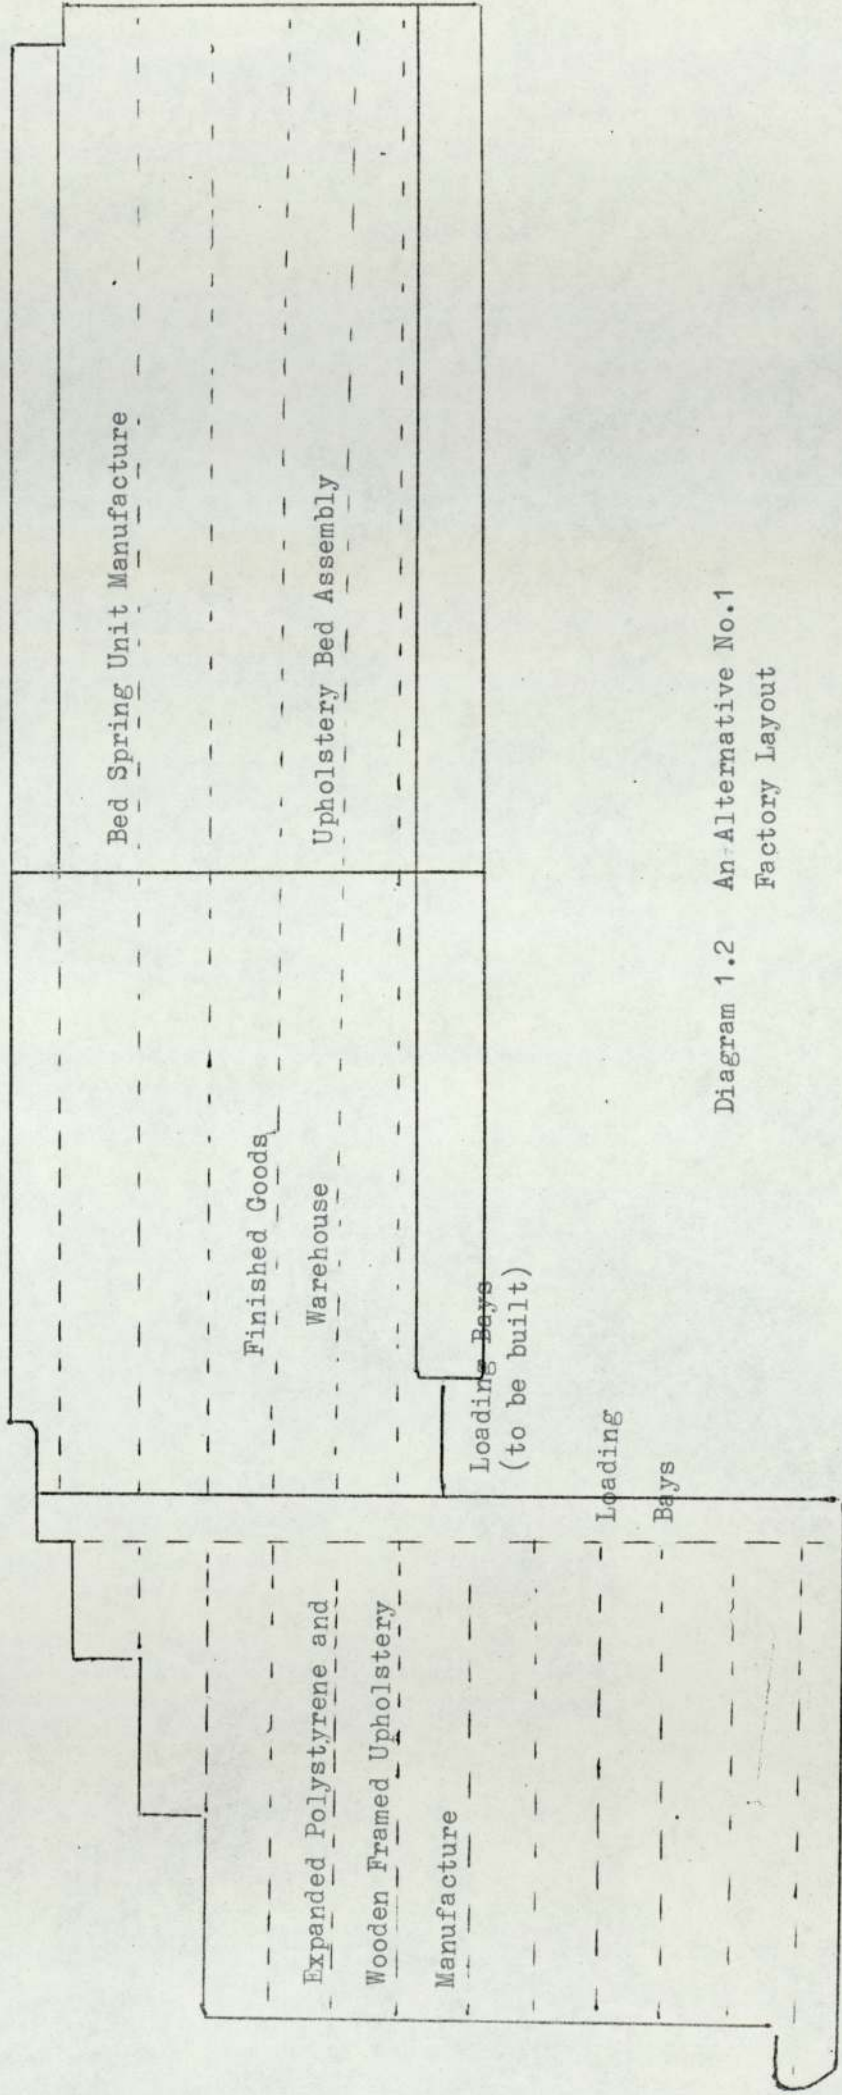 Bed Spring Unit Manufacture
Upholstery Bed Assembly
Finished Goods
Warehouse
Loading Bays
(to be built)
Loading
Bays
Expanded Polystyrene and
Wooden Framed Upholstery
Manufacture
Diagram 1.2 An Alternative No.1
Factory Layout